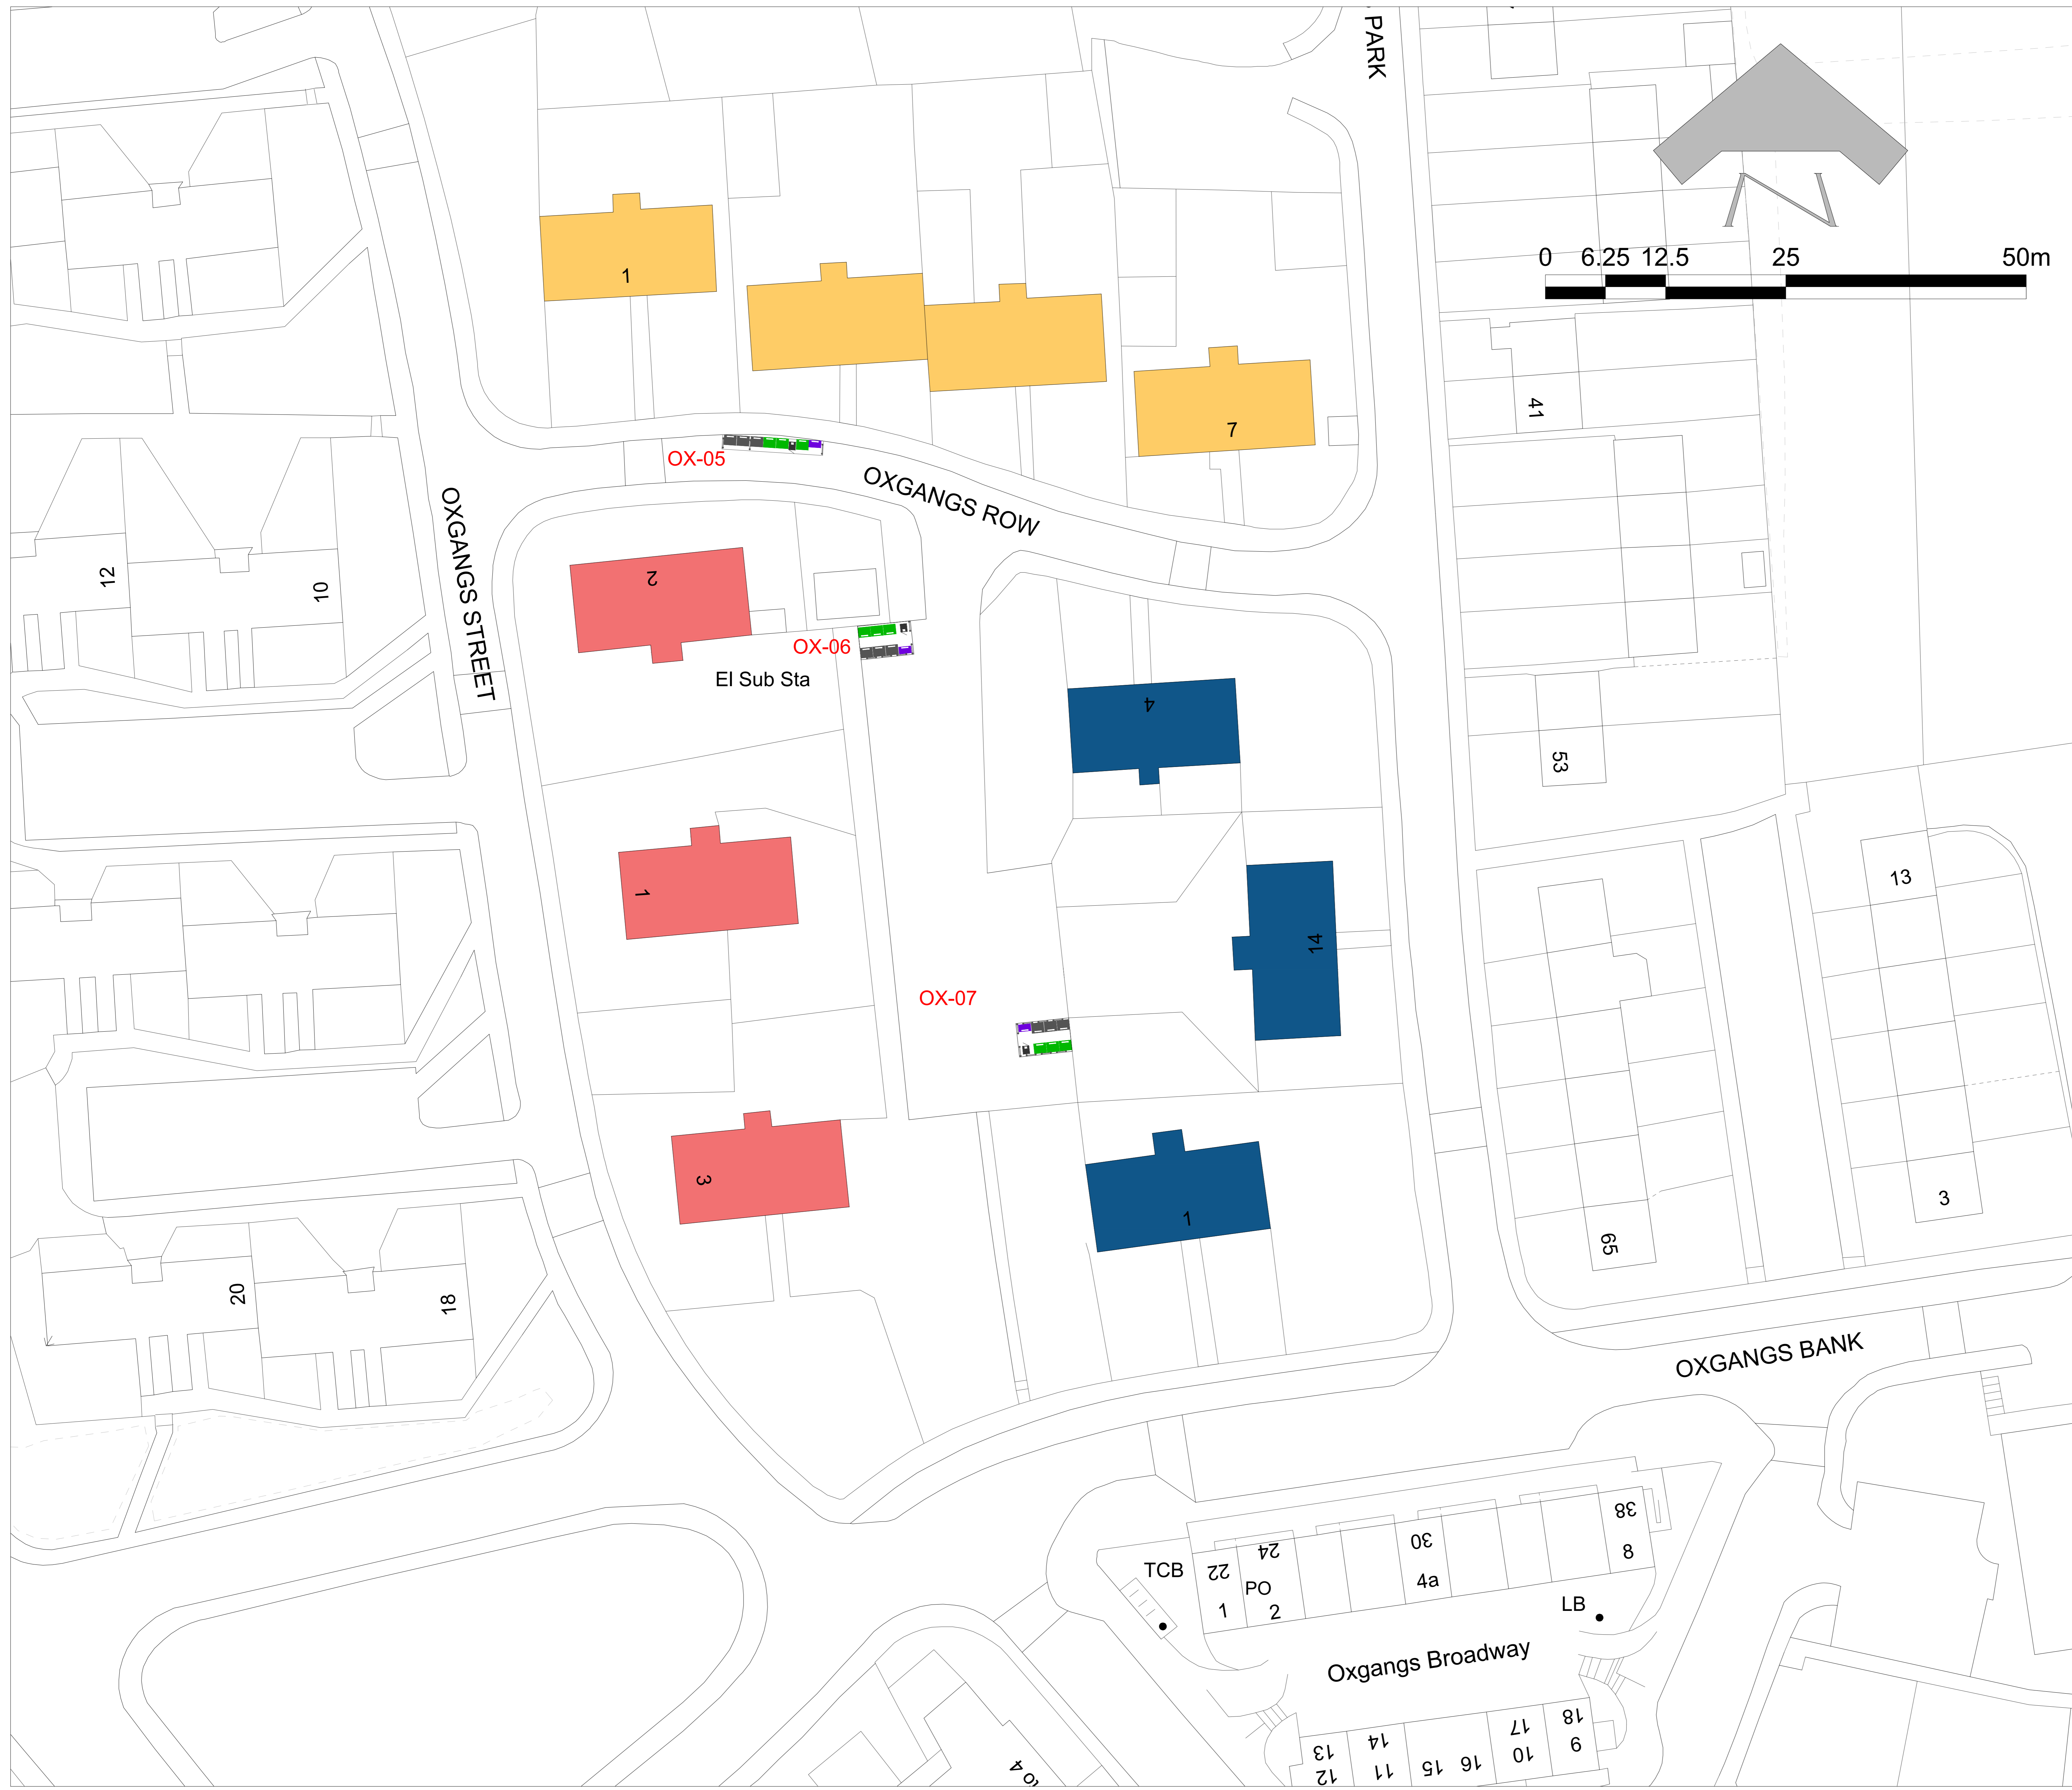 PARK
N
0 6.25 12.5 25 50m
1
41
7
OX-05
OXGANGS ROW
OXGANGS STREET
12
10
2
OX-06
El Sub Sta
4
53
1
13
14
OX-07
3
1
3
65
20
18
OXGANGS BANK
38
8
30
4a
24
22
TCB
PO
1
2
LB
Oxgangs Broadway
18
9
17
10
16
15
14
11
13
12
to 4